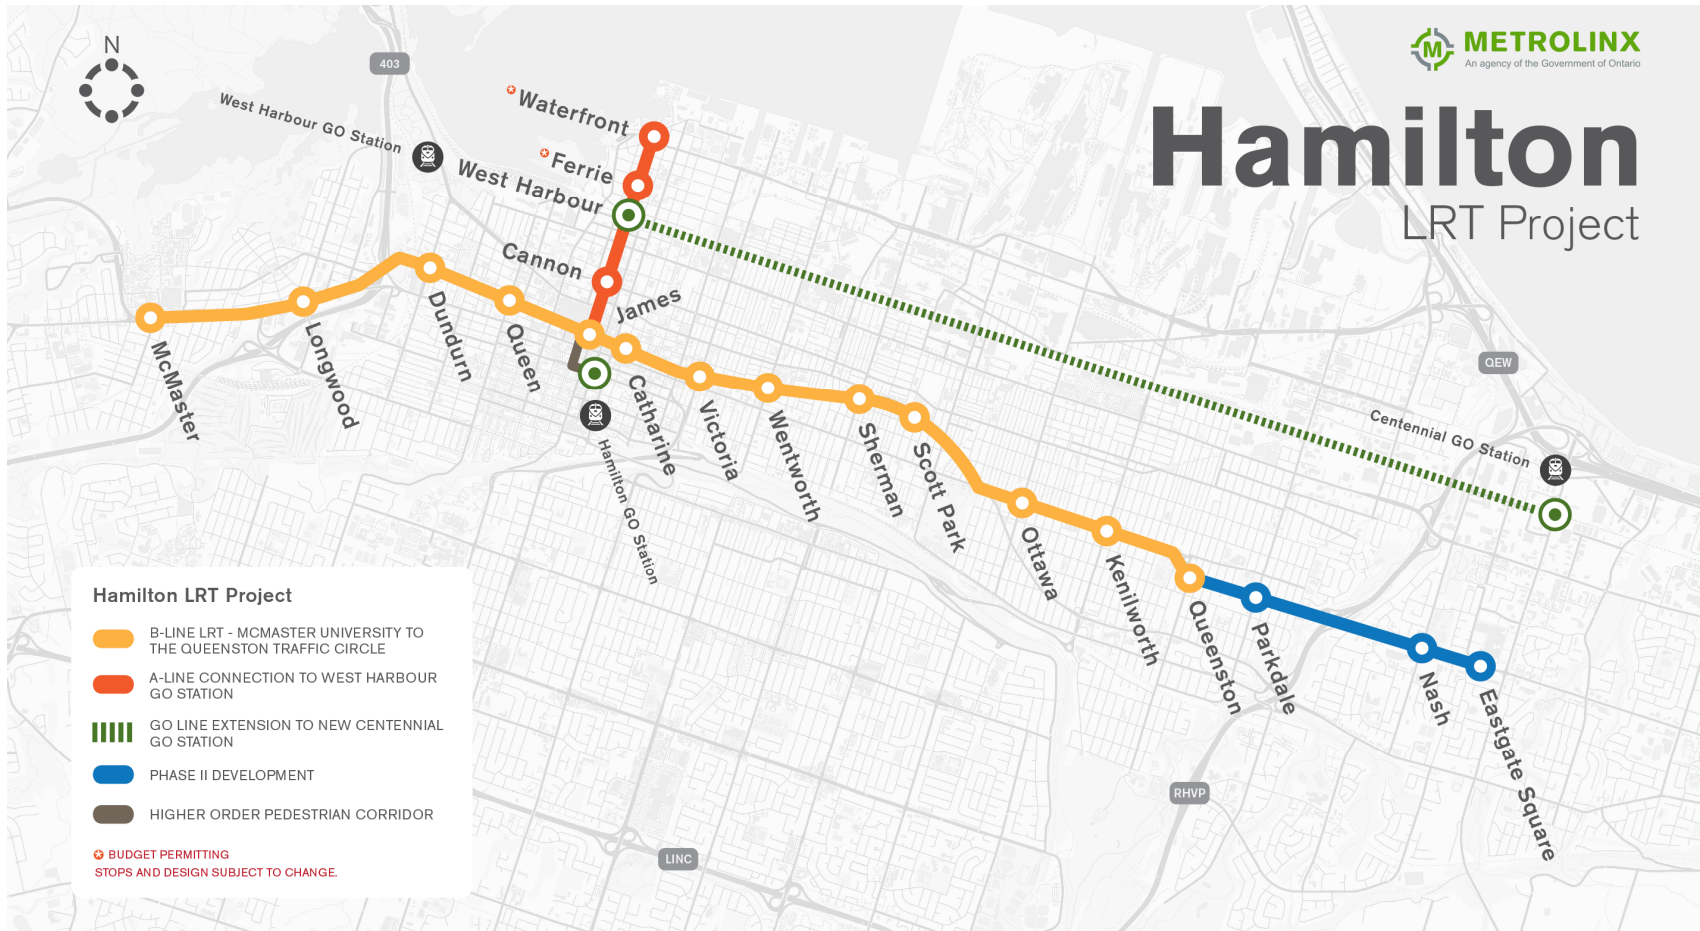 N
403
METROLINX
An agency of the Government of Ontario
Hamilton
LRT Project
West Harbour GO Station
Waterfront
Ferrie
West Harbour
Cannon
James
McMaster
Longwood
Dundurn
Queen
Catharine
Hamilton GO Station
Victoria
Wentworth
Sherman
Scott Park
Ottawa
Kenilworth
Queenston
Parkdale
Nash
Eastgate Square
QEW
Centennial GO Station
RHVP
LINC
Hamilton LRT Project
B-LINE LRT - MCMASTER UNIVERSITY TO
THE QUEENSTON TRAFFIC CIRCLE
A-LINE CONNECTION TO WEST HARBOUR
GO STATION
GO LINE EXTENSION TO NEW CENTENNIAL
GO STATION
PHASE II DEVELOPMENT
HIGHER ORDER PEDESTRIAN CORRIDOR
BUDGET PERMITTING
STOPS AND DESIGN SUBJECT TO CHANGE.